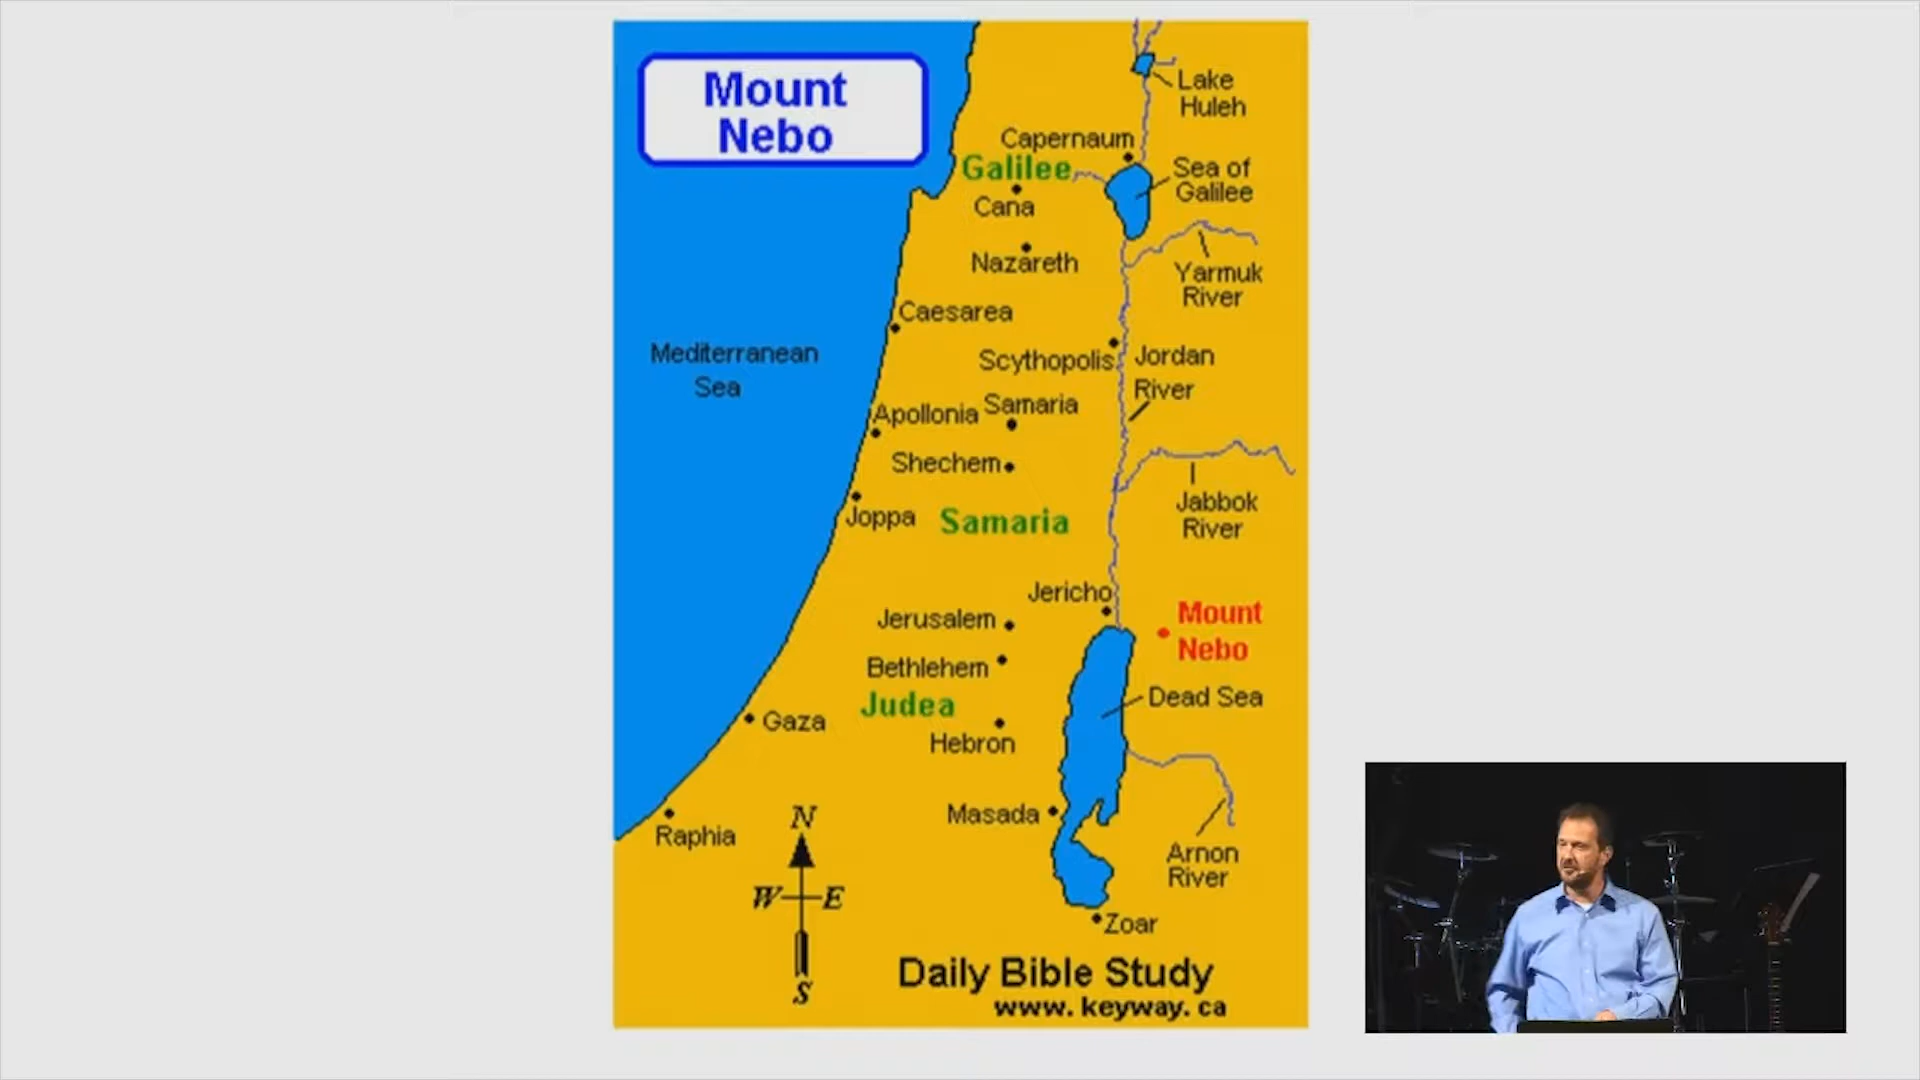 Mount
Nebo
Lake
Huleh
Capernaum
Galilee
Sea of
Galilee
Cana
Nazareth
Yarmuk
River
Caesarea
Mediterranean
Sea
Scythopolis
Jordan
River
Apollonia
Samaria
Shechem
Jabbok
River
Joppa
Samaria
Jericho
Jerusalem
Mount
Nebo
Bethlehem
Dead Sea
Judea
Gaza
Hebron
Masada
Raphia
N
W
E
S
Arnon
River
Zoar
Daily Bible Study
www. keyway. ca